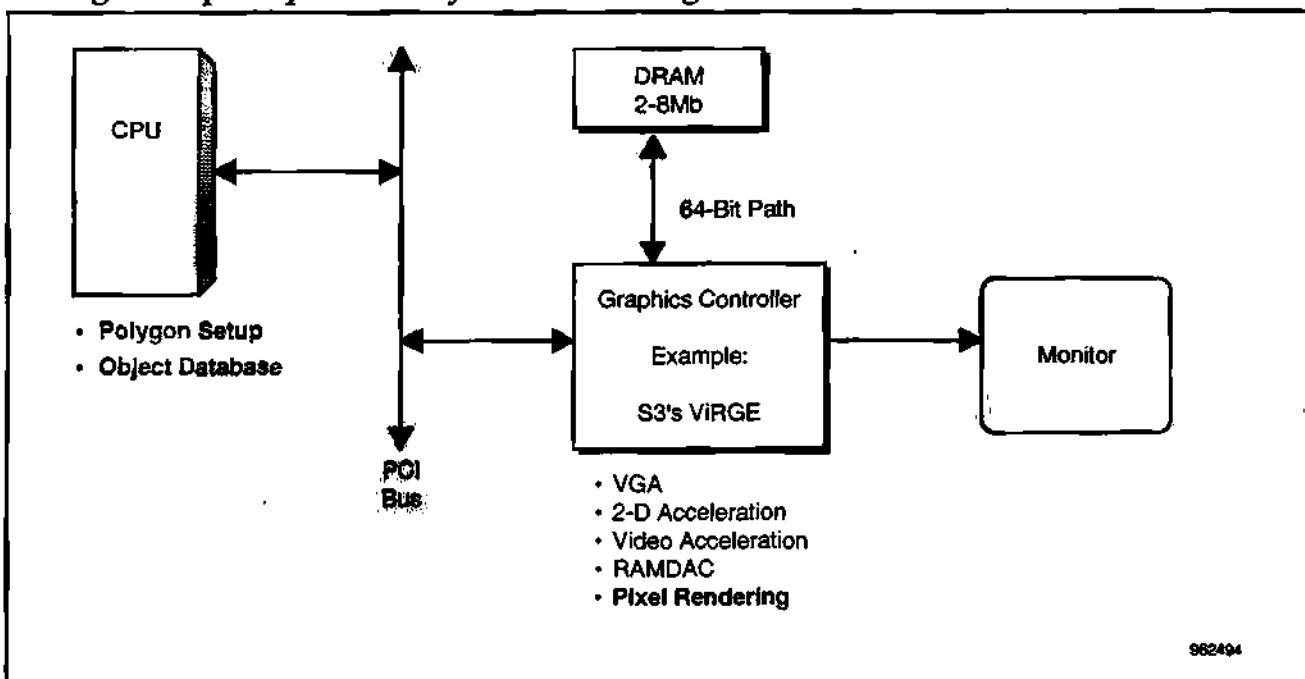 CPU
• Polygon Setup
• Object Database
PCI
Bus
DRAM
2-8Mb
64-Bit Path
Graphics Controller
Example:
S3's ViRGE
• VGA
• 2-D Acceleration
• Video Acceleration
• RAMDAC
• Pixel Rendering
Monitor
962494